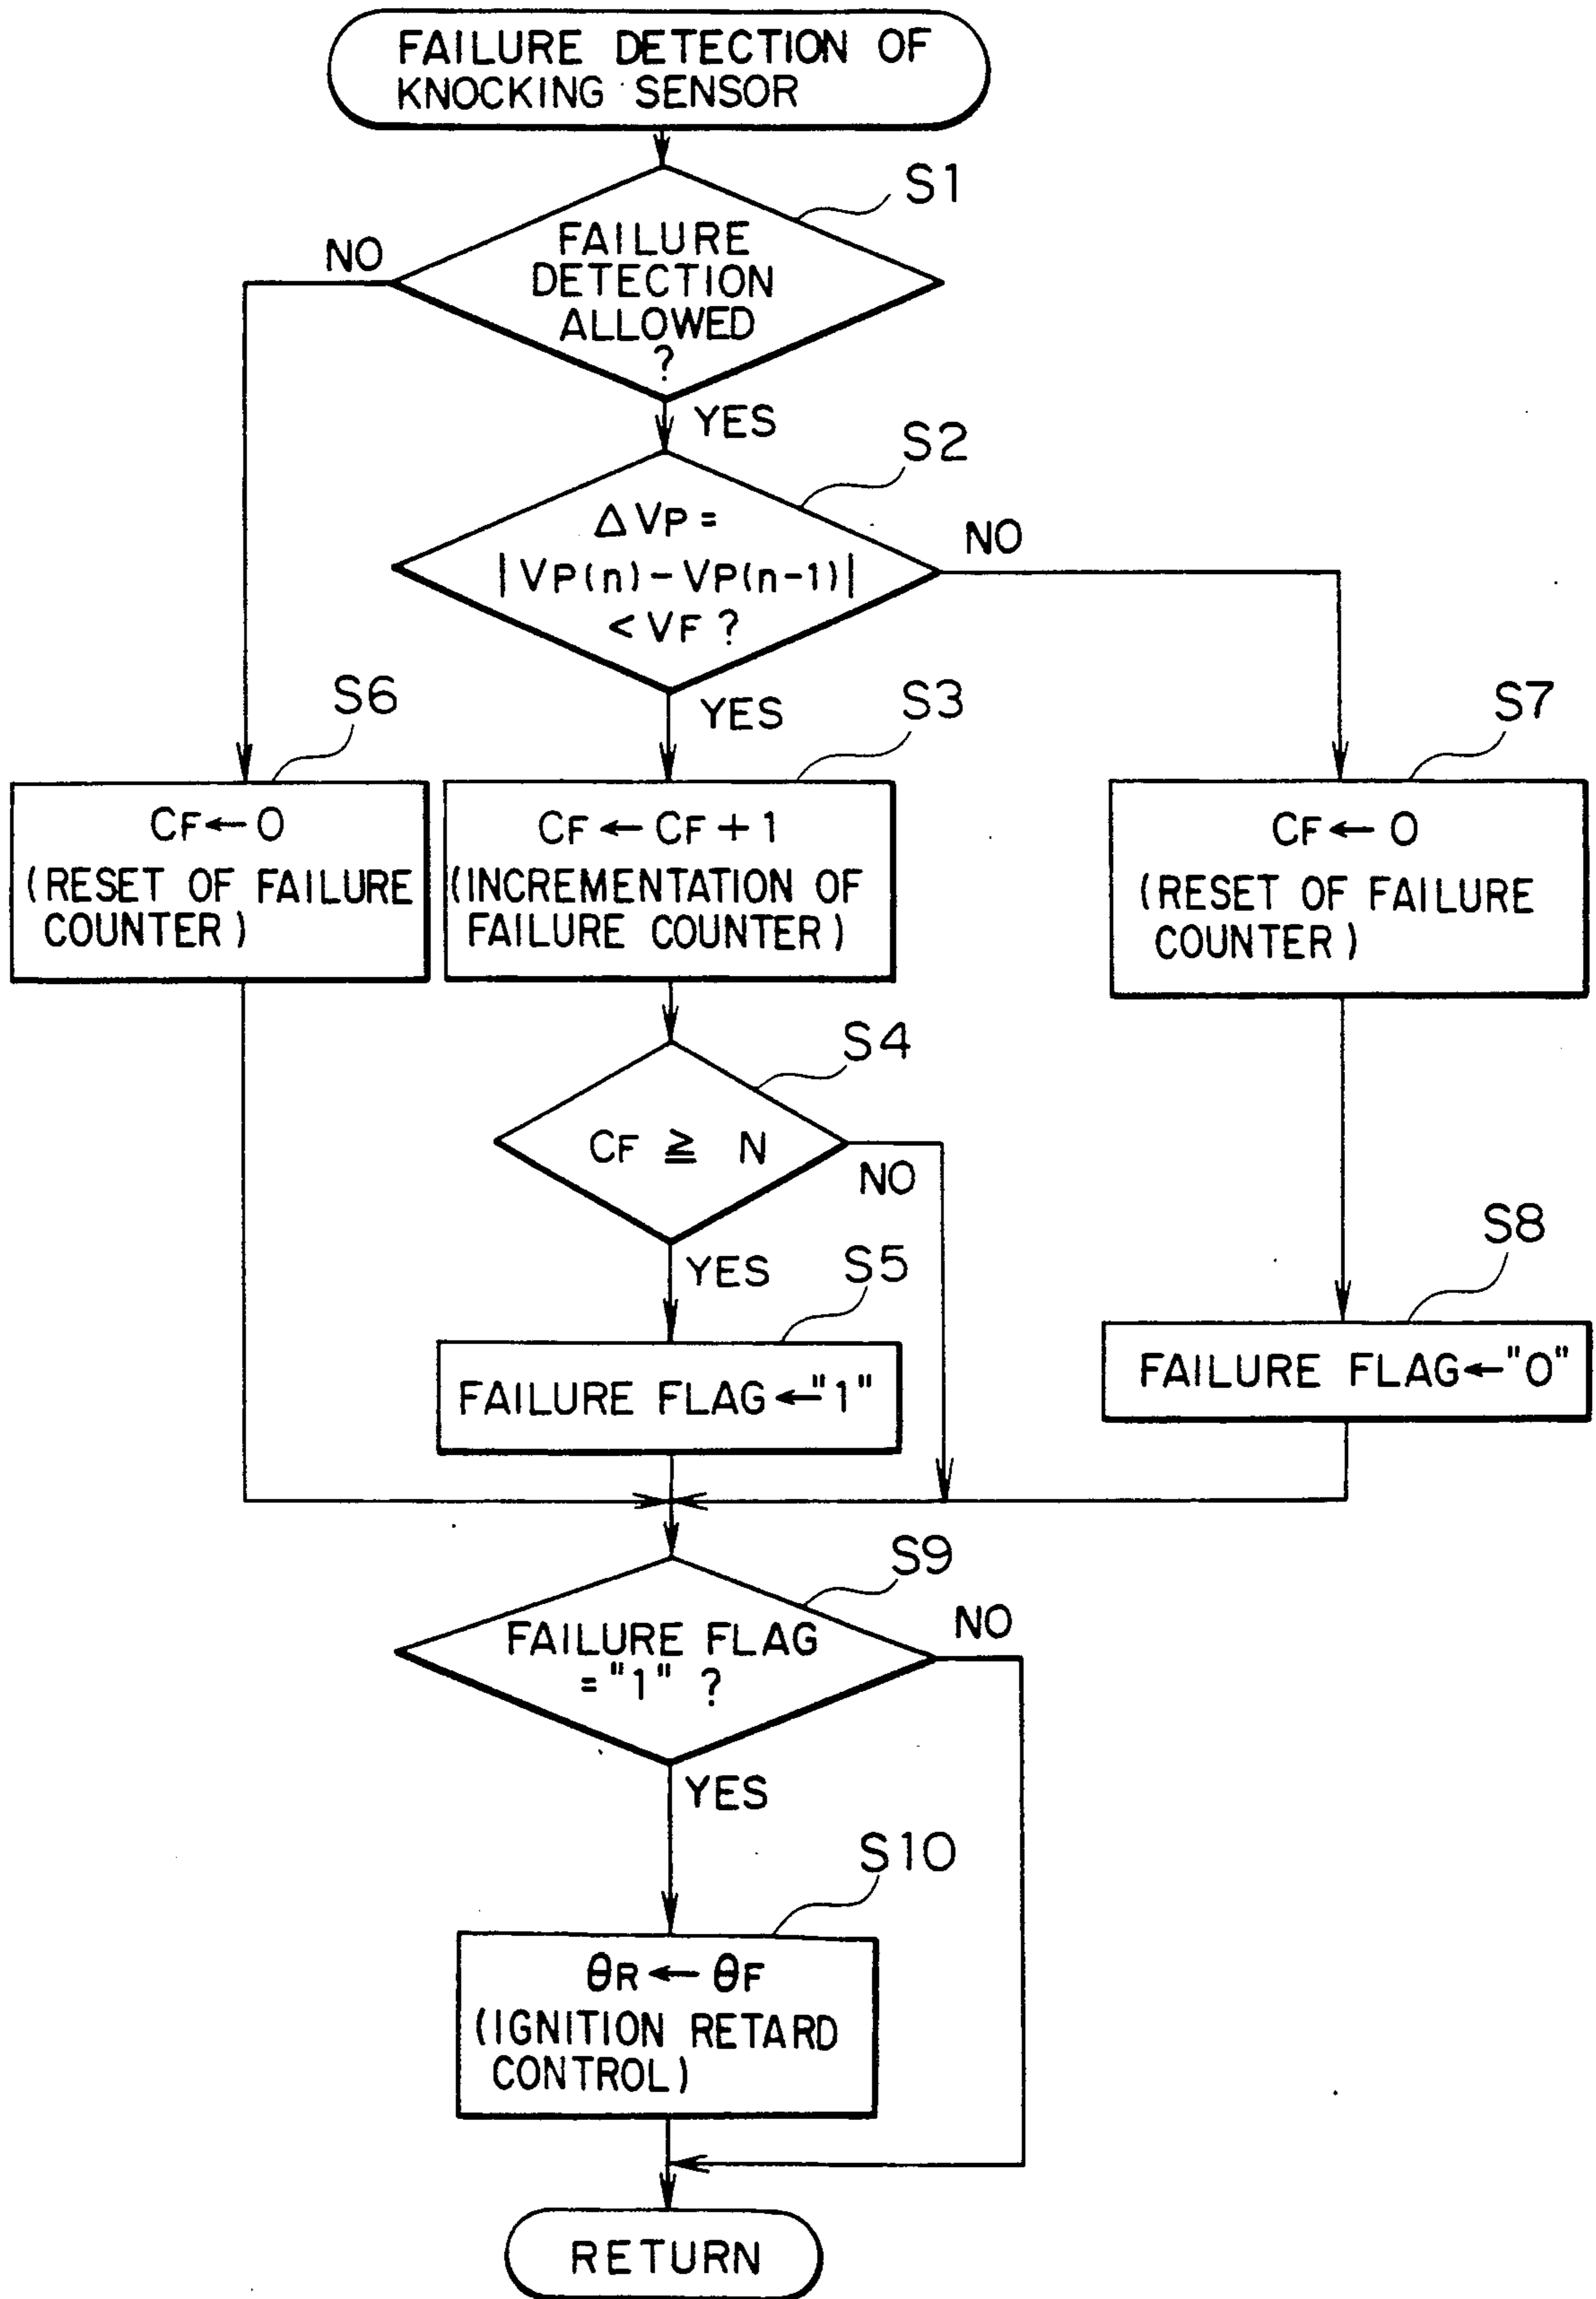 FAILURE DETECTION OF
KNOCKING SENSOR
S1
NO
FAILURE
DETECTION
ALLOWED
?
YES
S2
ΔVP=
|VP(n)-VP(n-1)|
<VF ?
NO
YES
S6
S3
S7
CF←0
(RESET OF FAILURE
COUNTER)
CF←CF+1
(INCREMENTATION OF
FAILURE COUNTER)
CF←0
(RESET OF FAILURE
COUNTER)
S4
CF ≧ N
NO
YES
S5
S8
FAILURE FLAG←"1"
FAILURE FLAG←"0"
S9
FAILURE FLAG
="1" ?
NO
YES
S10
θR←θF
(IGNITION RETARD
CONTROL)
RETURN